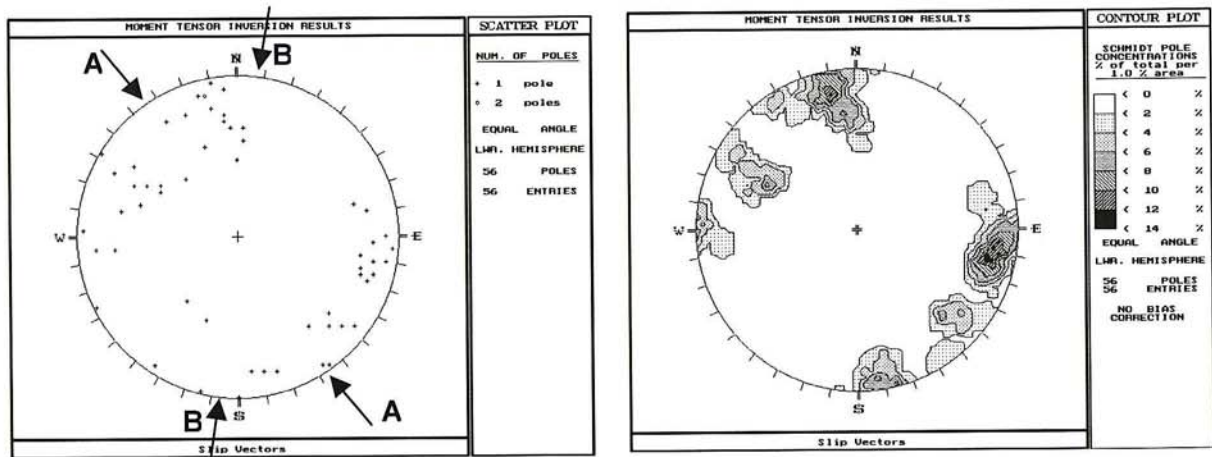 MOMENT TENSOR INVERSION RESULTS
SCATTER PLOT
NUM. OF POLES
+ 1 pole
o 2 poles
EQUAL ANGLE
LWR. HEMISPHERE
56 POLES
56 ENTRIES
A
B
N
W
E
S
B
A
Slip Vectors
MOMENT TENSOR INVERSION RESULTS
CONTOUR PLOT
SCHMIDT POLE
CONCENTRATIONS
% of total per
1.0 % area
< 0 %
< 2
< 4 %
< 6
< 8 %
< 10
< 12 %
< 14 %
EQUAL ANGLE
LWR. HEMISPHERE
56 POLES
56 ENTRIES
NO BIAS
CORRECTION
N
W
E
S
Slip Vectors